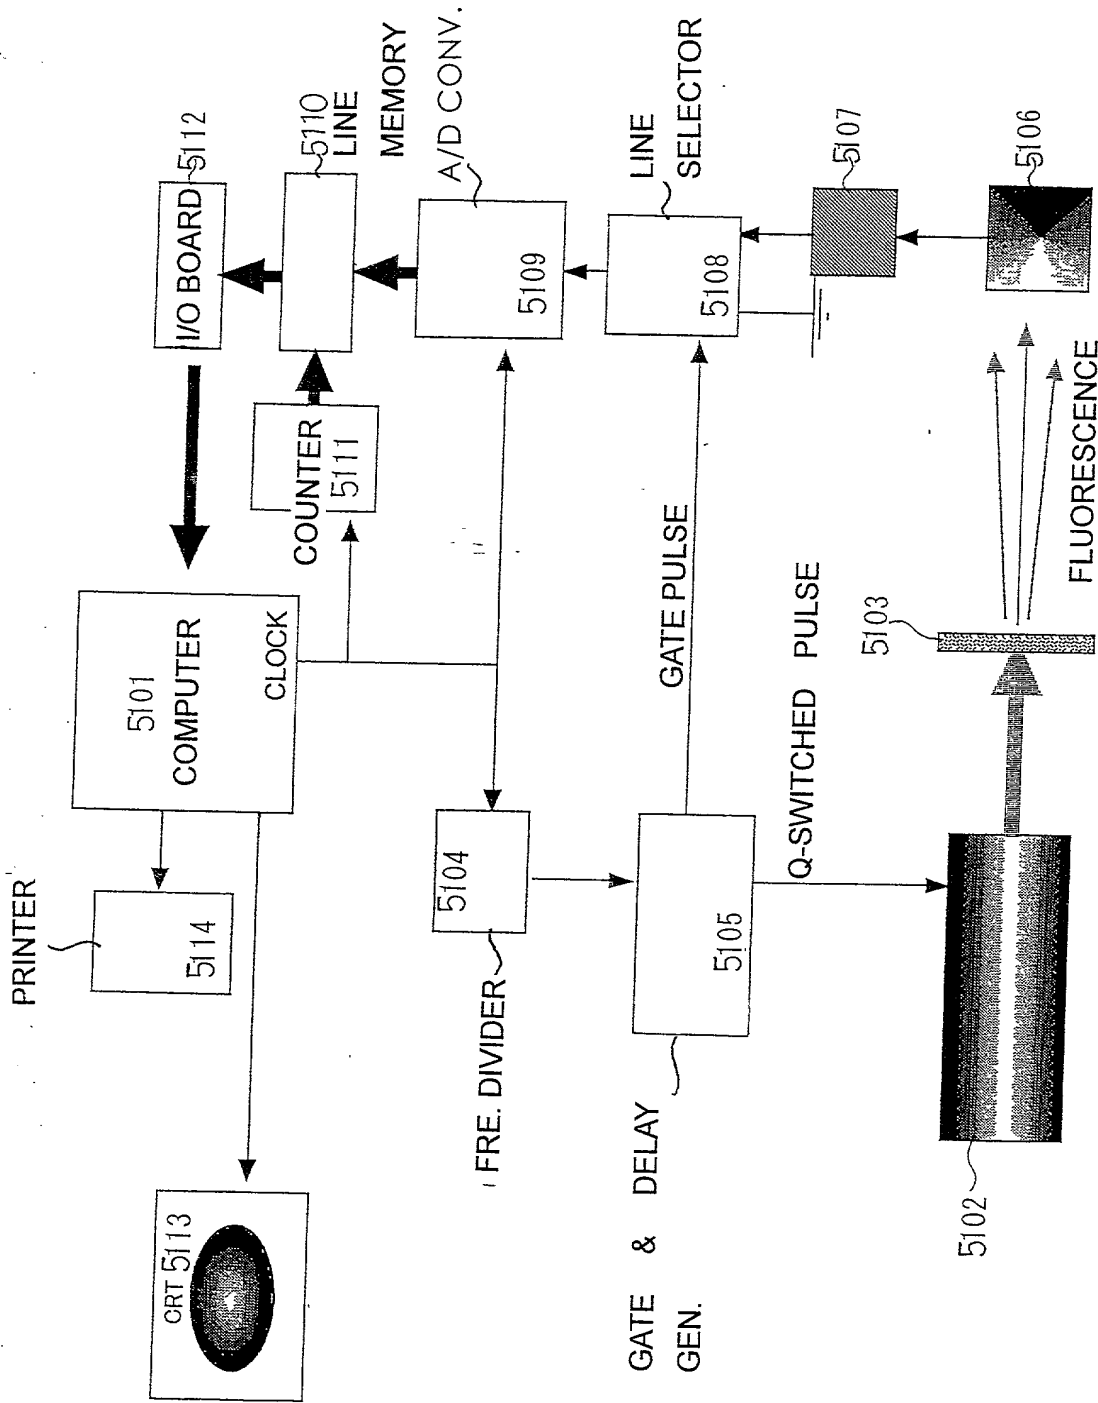 PRINTER
5114
CRT 5113
5101
COMPUTER
CLOCK
I/O BOARD
5112
COUNTER
5111
5110
LINE
MEMORY
A/D CONV.
5109
5104
FRE. DIVIDER
GATE & DELAY
GEN.
5105
GATE PULSE
LINE
SELECTOR
5108
5107
5106
Q-SWITCHED PULSE
5102
5103
FLUORESCENCE